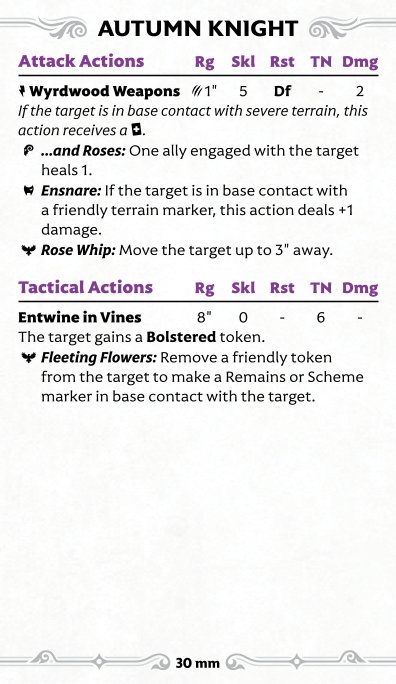 AUTUMN KNIGHT
Attack Actions Rg Skl Rst TN Dmg
Wyrdwood Weapons 1" 5 Df - 2
If the target is in base contact with severe terrain, this
action receives a .
...and Roses: One ally engaged with the target
heals 1.
Ensnare: If the target is in base contact with
a friendly terrain marker, this action deals +1
damage.
Rose Whip: Move the target up to 3" away.
Tactical Actions Rg Skl Rst TN Dmg
Entwine in Vines 8" 0 - 6 -
The target gains a Bolstered token.
Fleeting Flowers: Remove a friendly token
from the target to make a Remains or Scheme
marker in base contact with the target.
30 mm